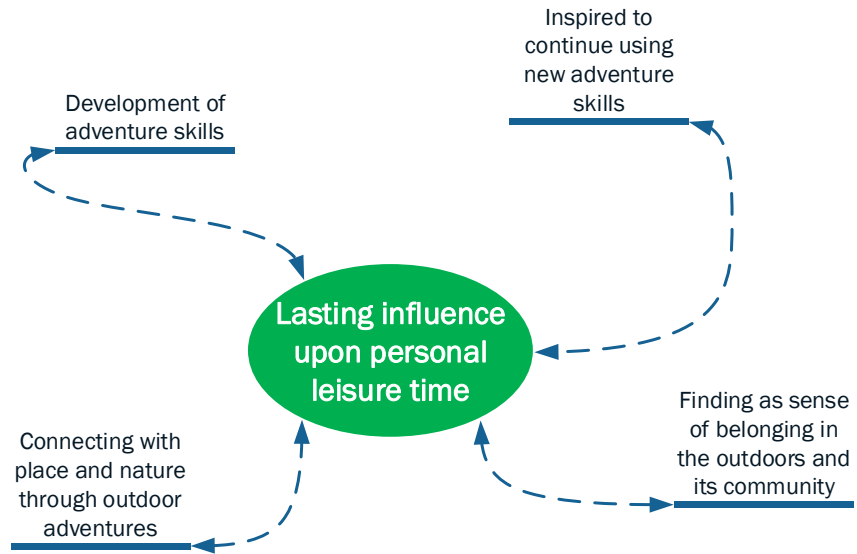 Inspired to
continue using
new adventure
skills
Development of
adventure skills
Lasting influence
upon personal
leisure time
Finding as sense
of belonging in
the outdoors and
its community
Connecting with
place and nature
through outdoor
adventures